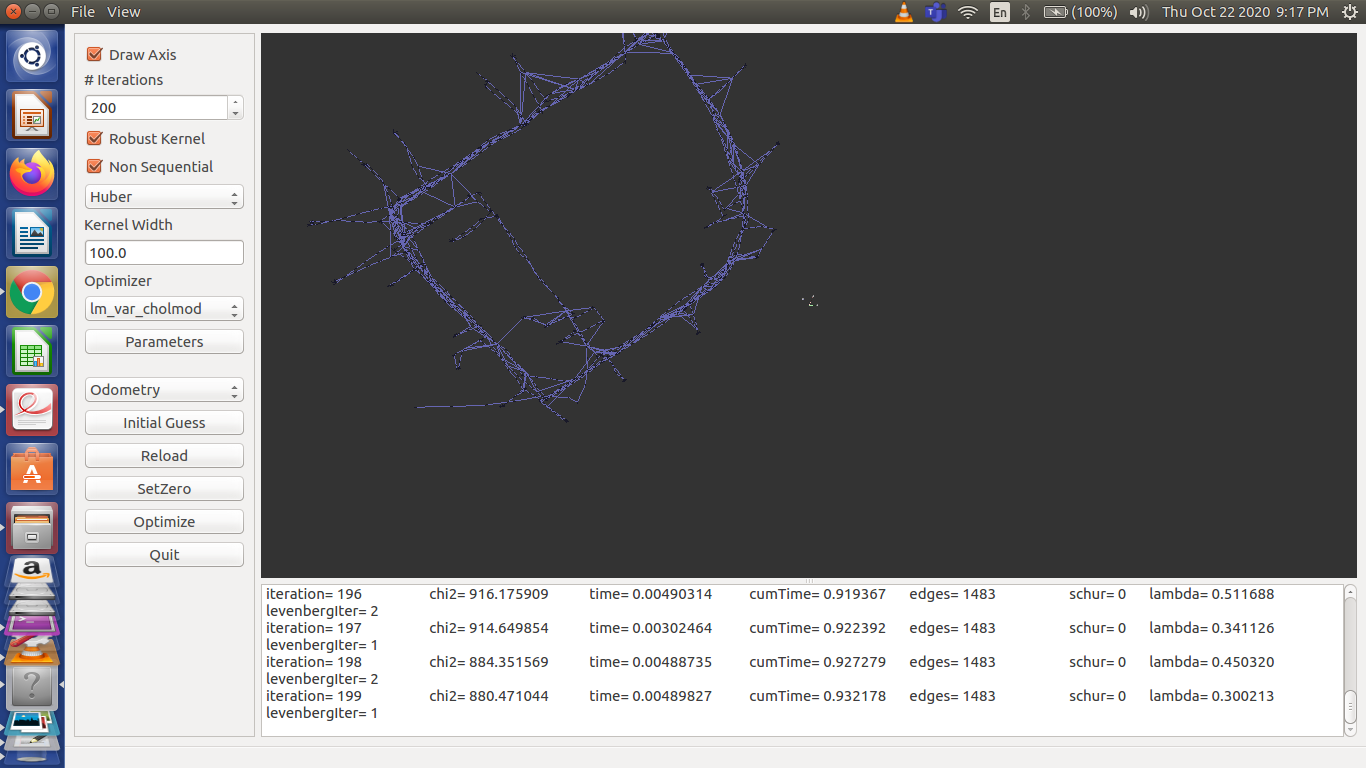 File View En (100%) Thu Oct 22 2020 9:17 PM
Draw Axis
# Iterations
200
Robust Kernel
Non Sequential
Huber
Kernel Width
100.0
Optimizer
lm_var_cholmod
Parameters
Odometry
Initial Guess
Reload
SetZero
Optimize
Quit
iteration= 196 chi2= 916.175909 time= 0.00490314 cumTime= 0.919367 edges= 1483 schur= 0 lambda= 0.511688
levenbergIter= 2
iteration= 197 chi2= 914.649854 time= 0.00302464 cumTime= 0.922392 edges= 1483 schur= 0 lambda= 0.341126
levenbergIter= 1
iteration= 198 chi2= 884.351569 time= 0.00488735 cumTime= 0.927279 edges= 1483 schur= 0 lambda= 0.450320
levenbergIter= 2
iteration= 199 chi2= 880.471044 time= 0.00489827 cumTime= 0.932178 edges= 1483 schur= 0 lambda= 0.300213
levenbergIter= 1